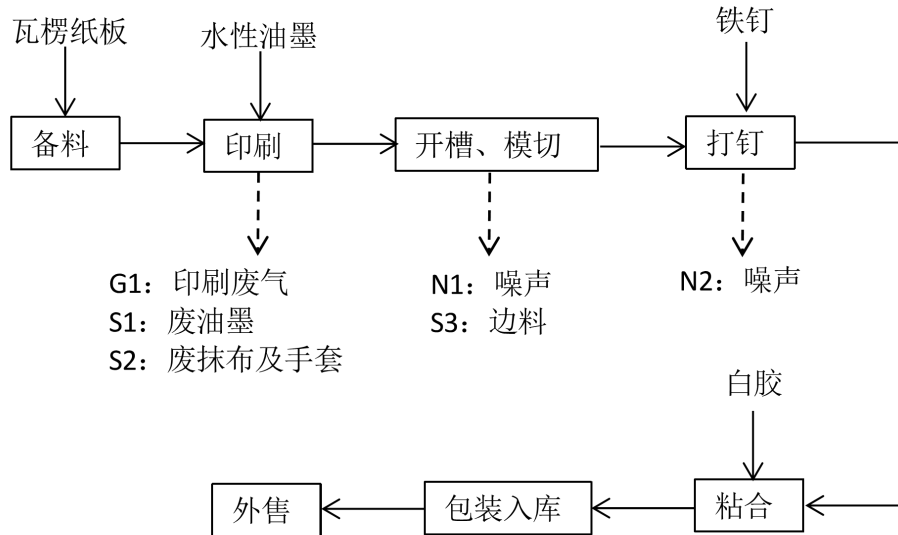 瓦楞纸板
水性油墨
铁钉
备料
印刷
开槽、模切
打钉
G1：印刷废气
S1：废油墨
S2：废抹布及手套
N1：噪声
S3：边料
N2：噪声
白胶
外售
包装入库
粘合